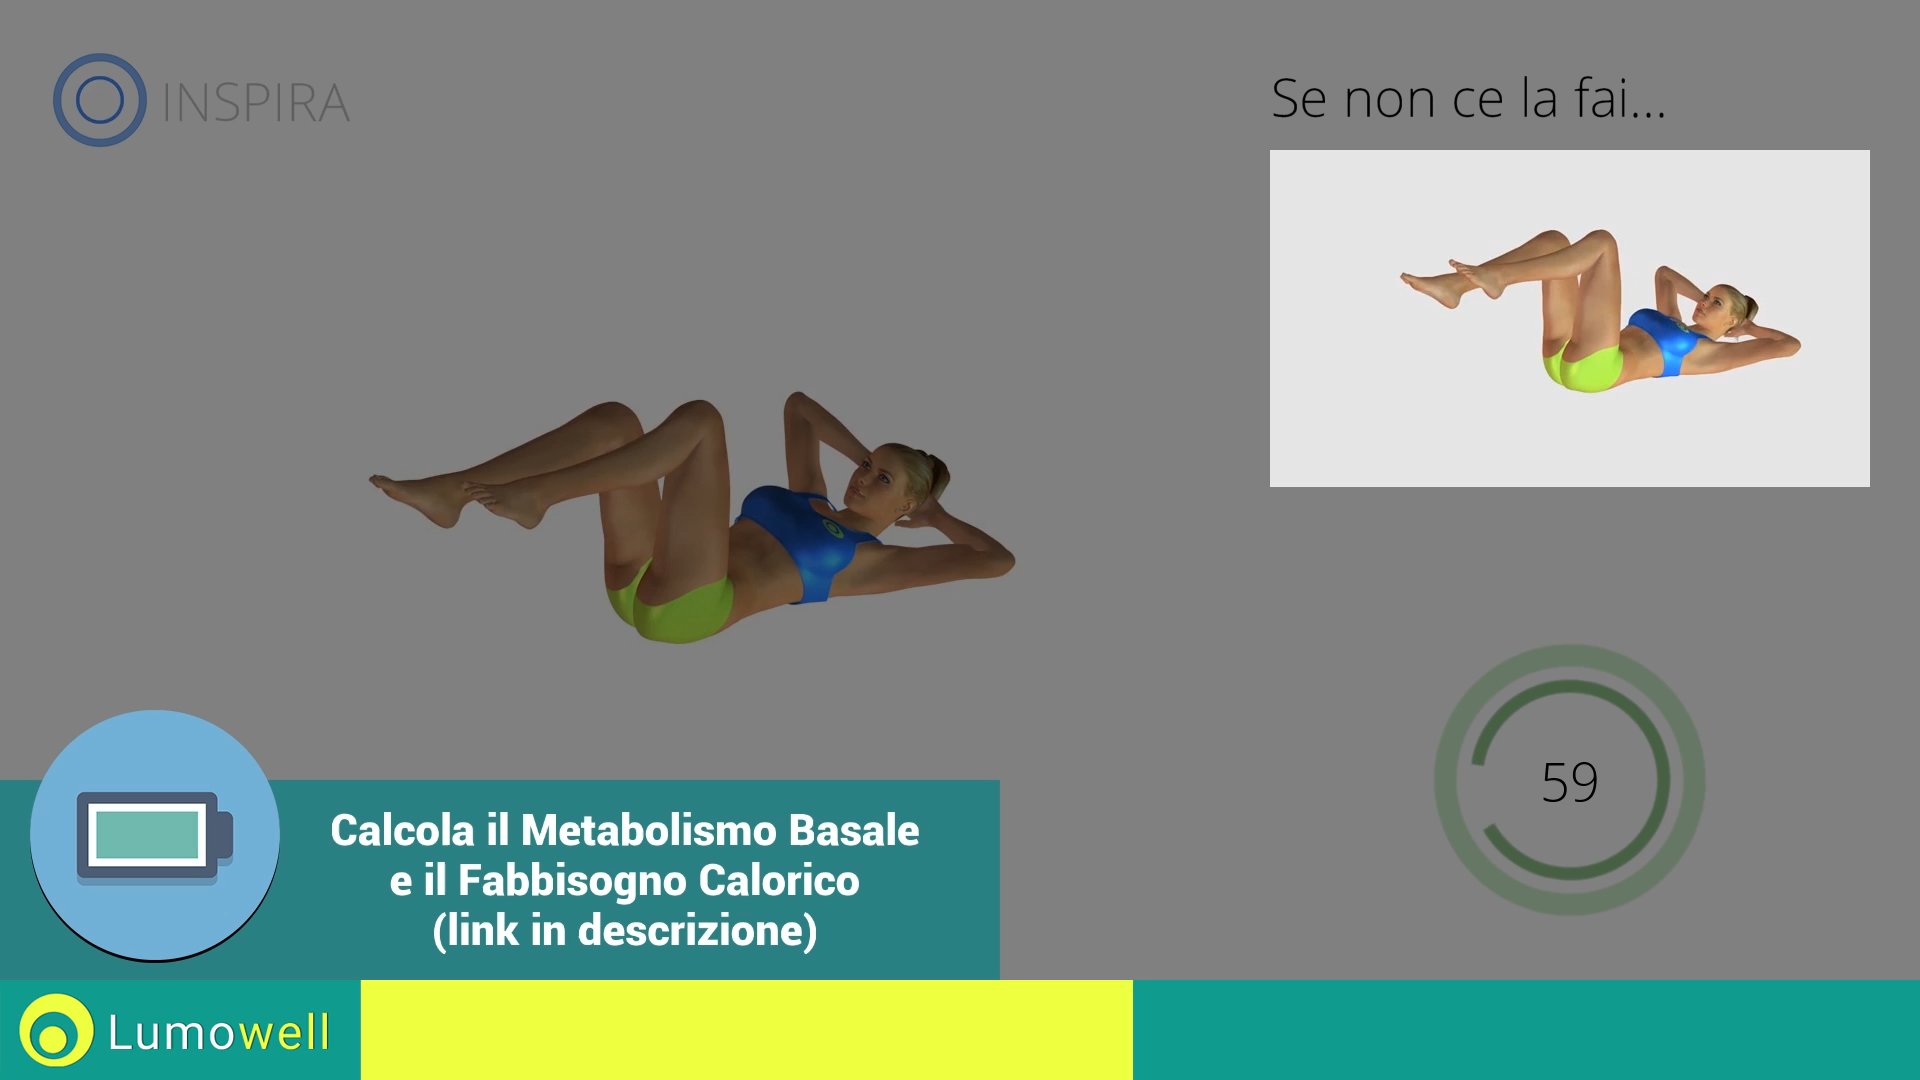 INSPIRA
Se non ce la fai...
59
Calcola il Metabolismo Basale
e il Fabbisogno Calorico
(link in descrizione)
Lumowell